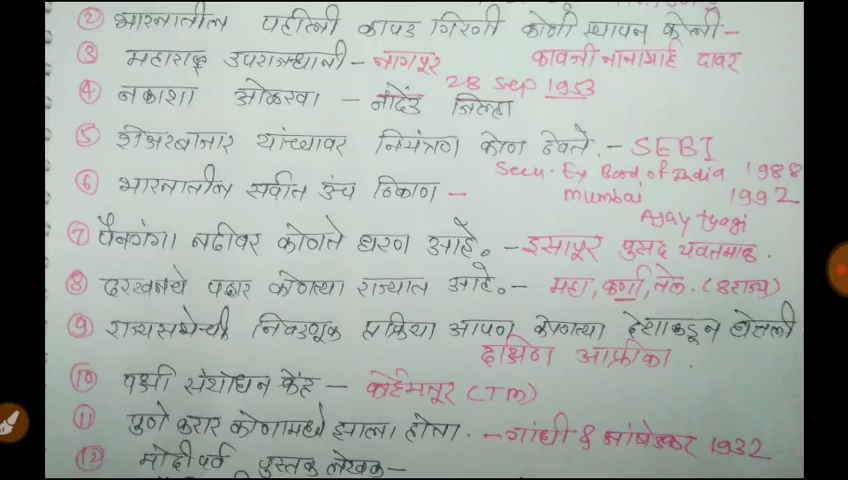 ② भारतातील पहिली कापड गिरणी कोणी स्थापन केली -
कावसजी नानाभाई दावर
③ महाराष्ट्र उपराजधानी - नागपूर
28 Sep 1953
④ नकाशा ओळखा - नांदेड जिल्हा
⑤ शेअरबाजार यांच्यावर नियंत्रण कोण ठेवते. - SEBI
Secu. Ex Board of India 1988
⑥ भारतातील सर्वात उंच ठिकाण -
mumbai 1992
Ajay tyagi
⑦ पैनगंगा नदीवर कोणते धरण आहे. - इसापूर पुसद यवतमाळ.
⑧ दख्खनचे पठार कोणत्या राज्यात आहे. - महा, कर्ना, तेलं. (8 राज्य)
⑨ राज्यसभेची निवडणूक प्रक्रिया आपण कोणत्या देशाकडून घेतली
दक्षिण आफ्रिका.
⑩ पक्षी संशोधन केंद्र - कोईमतूर (TM)
⑪ पुणे करार कोणामध्ये झाला होता. - गांधी & आंबेडकर 1932
⑫ मोदीपर्व पुस्तक लेखक -